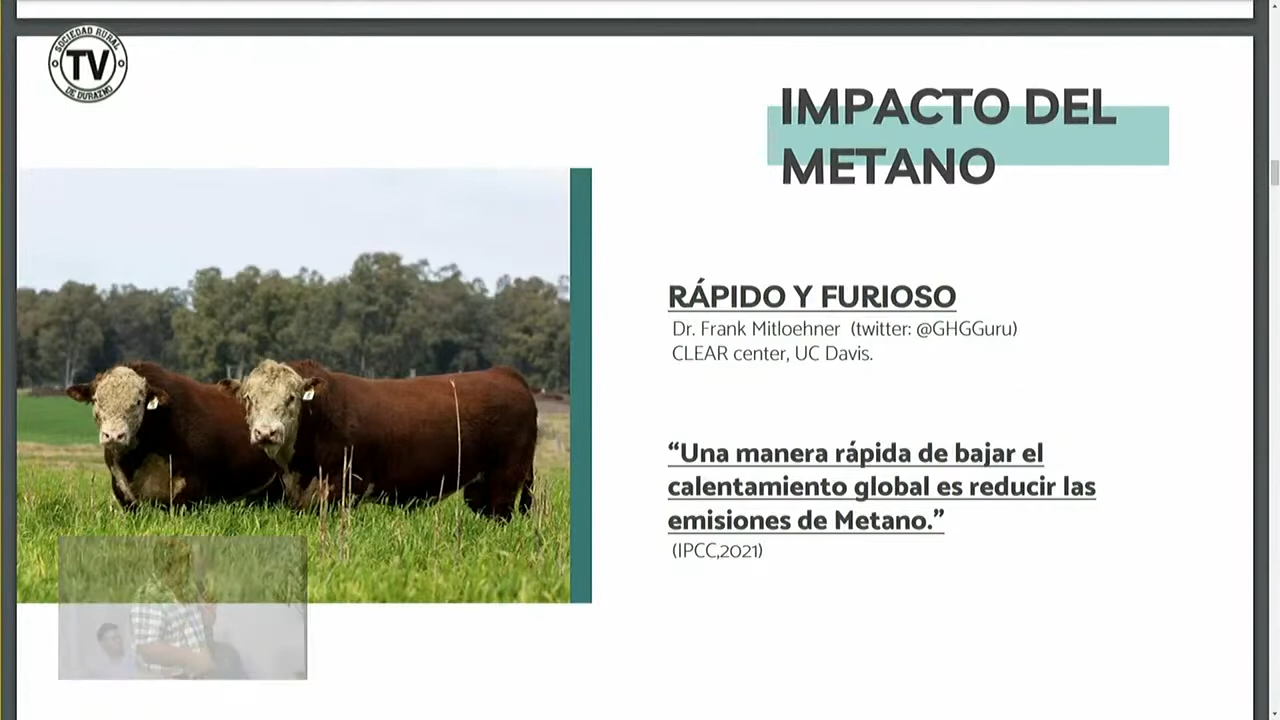 SOCIEDAD RURAL
TV
DE DURAZNO
IMPACTO DEL
METANO
RÁPIDO Y FURIOSO
Dr. Frank Mitloehner (twitter: @GHGGuru)
CLEAR center, UC Davis.
“Una manera rápida de bajar el
calentamiento global es reducir las
emisiones de Metano.”
(IPCC,2021)